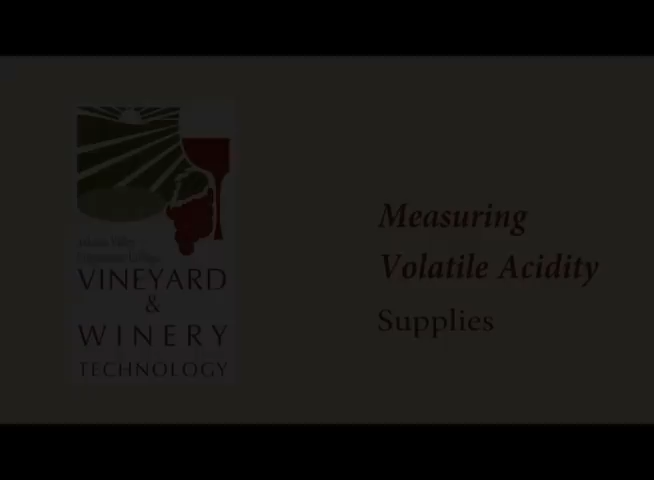 VINEYARD
&
WINERY
TECHNOLOGY
Measuring
Volatile Acidity
Supplies